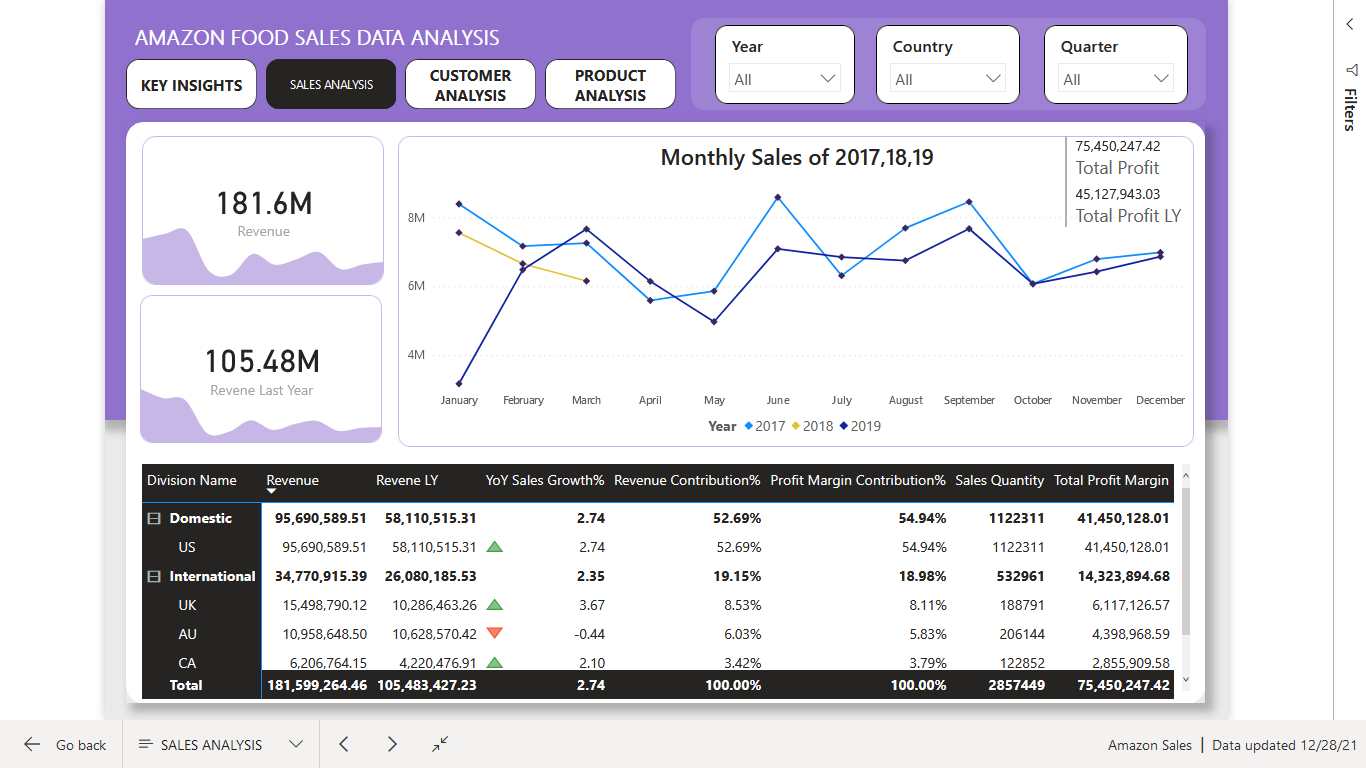 AMAZON FOOD SALES DATA ANALYSIS
KEY INSIGHTS
SALES ANALYSIS
CUSTOMER
ANALYSIS
PRODUCT
ANALYSIS
Year
All
Country
All
Quarter
All
Filters
181.6M
Revenue
105.48M
Revene Last Year
Monthly Sales of 2017,18,19
75,450,247.42
Total Profit
45,127,943.03
Total Profit LY
8M
6M
4M
January February March April May June July August September October November December
Year 2017 2018 2019
Division Name Revenue Revene LY YoY Sales Growth% Revenue Contribution% Profit Margin Contribution% Sales Quantity Total Profit Margin
Domestic 95,690,589.51 58,110,515.31 2.74 52.69% 54.94% 1122311 41,450,128.01
US 95,690,589.51 58,110,515.31 2.74 52.69% 54.94% 1122311 41,450,128.01
International 34,770,915.39 26,080,185.53 2.35 19.15% 18.98% 532961 14,323,894.68
UK 15,498,790.12 10,286,463.26 3.67 8.53% 8.11% 188791 6,117,126.57
AU 10,958,648.50 10,628,570.42 -0.44 6.03% 5.83% 206144 4,398,968.59
CA 6,206,764.15 4,220,476.91 2.10 3.42% 3.79% 122852 2,855,909.58
Total 181,599,264.46 105,483,427.23 2.74 100.00% 100.00% 2857449 75,450,247.42
Go back
SALES ANALYSIS
Amazon Sales | Data updated 12/28/21